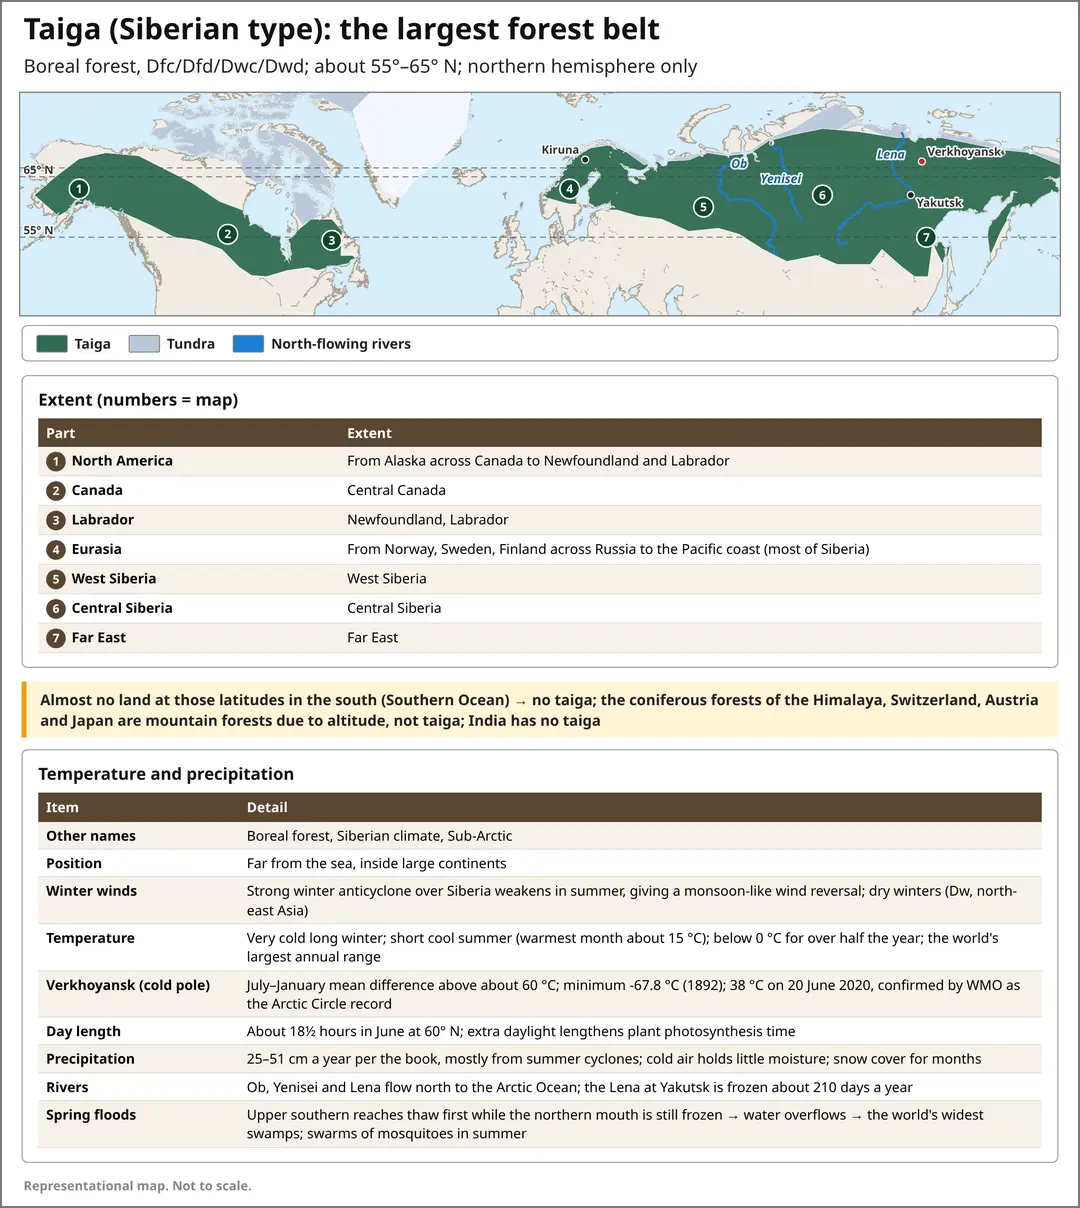 Taiga (Siberian type): the largest forest belt
Boreal forest, Dfc/Dfd/Dwc/Dwd; about 55°–65° N; northern hemisphere only
65° N
55° N
1
2
3
Kiruna
4
5
Ob
Yenisei
6
Lena
Verkhoyansk
Yakutsk
7
Taiga
Tundra
North-flowing rivers
Extent (numbers = map)
Part Extent
1 North America From Alaska across Canada to Newfoundland and Labrador
2 Canada Central Canada
3 Labrador Newfoundland, Labrador
4 Eurasia From Norway, Sweden, Finland across Russia to the Pacific coast (most of Siberia)
5 West Siberia West Siberia
6 Central Siberia Central Siberia
7 Far East Far East
Almost no land at those latitudes in the south (Southern Ocean) → no taiga; the coniferous forests of the Himalaya, Switzerland, Austria
and Japan are mountain forests due to altitude, not taiga; India has no taiga
Temperature and precipitation
Item Detail
Other names Boreal forest, Siberian climate, Sub-Arctic
Position Far from the sea, inside large continents
Winter winds Strong winter anticyclone over Siberia weakens in summer, giving a monsoon-like wind reversal; dry winters (Dw, north-
east Asia)
Temperature Very cold long winter; short cool summer (warmest month about 15 °C); below 0 °C for over half the year; the world's
largest annual range
Verkhoyansk (cold pole) July–January mean difference above about 60 °C; minimum -67.8 °C (1892); 38 °C on 20 June 2020, confirmed by WMO as
the Arctic Circle record
Day length About 18½ hours in June at 60° N; extra daylight lengthens plant photosynthesis time
Precipitation 25–51 cm a year per the book, mostly from summer cyclones; cold air holds little moisture; snow cover for months
Rivers Ob, Yenisei and Lena flow north to the Arctic Ocean; the Lena at Yakutsk is frozen about 210 days a year
Spring floods Upper southern reaches thaw first while the northern mouth is still frozen → water overflows → the world's widest
swamps; swarms of mosquitoes in summer
Representational map. Not to scale.